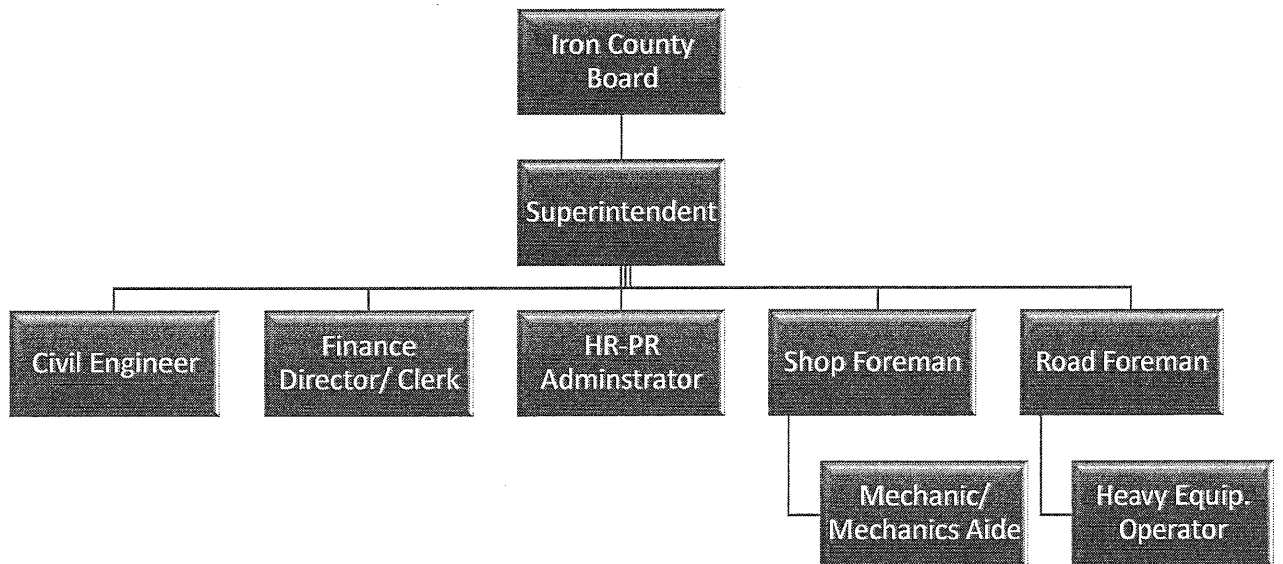 Iron County
Board
Superintendent
Civil Engineer
Finance
Director/ Clerk
HR-PR
Adminstrator
Shop Foreman
Road Foreman
Mechanic/
Mechanics Aide
Heavy Equip.
Operator